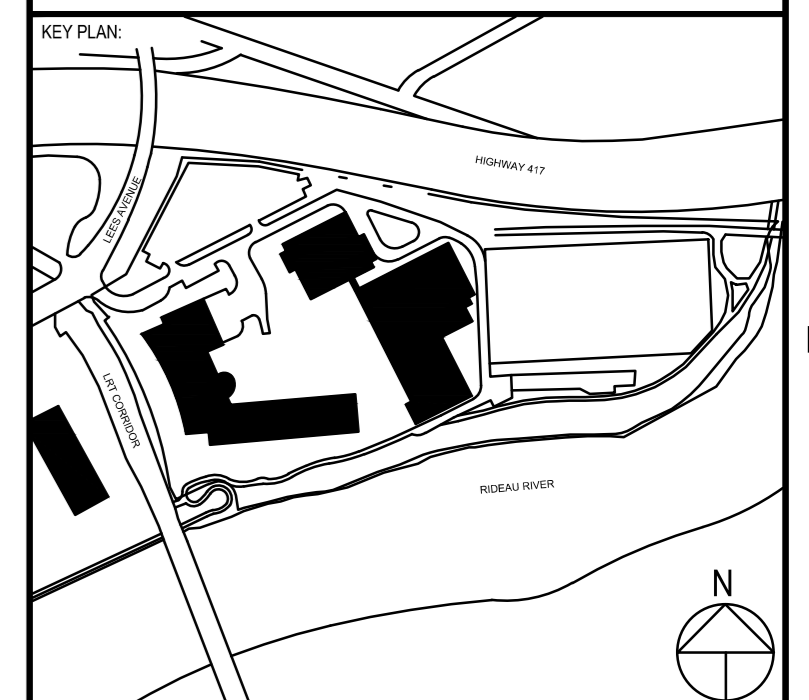 KEY PLAN:
HIGHWAY 417
LEES AVENUE
LRT CORRIDOR
RIDEAU RIVER
N